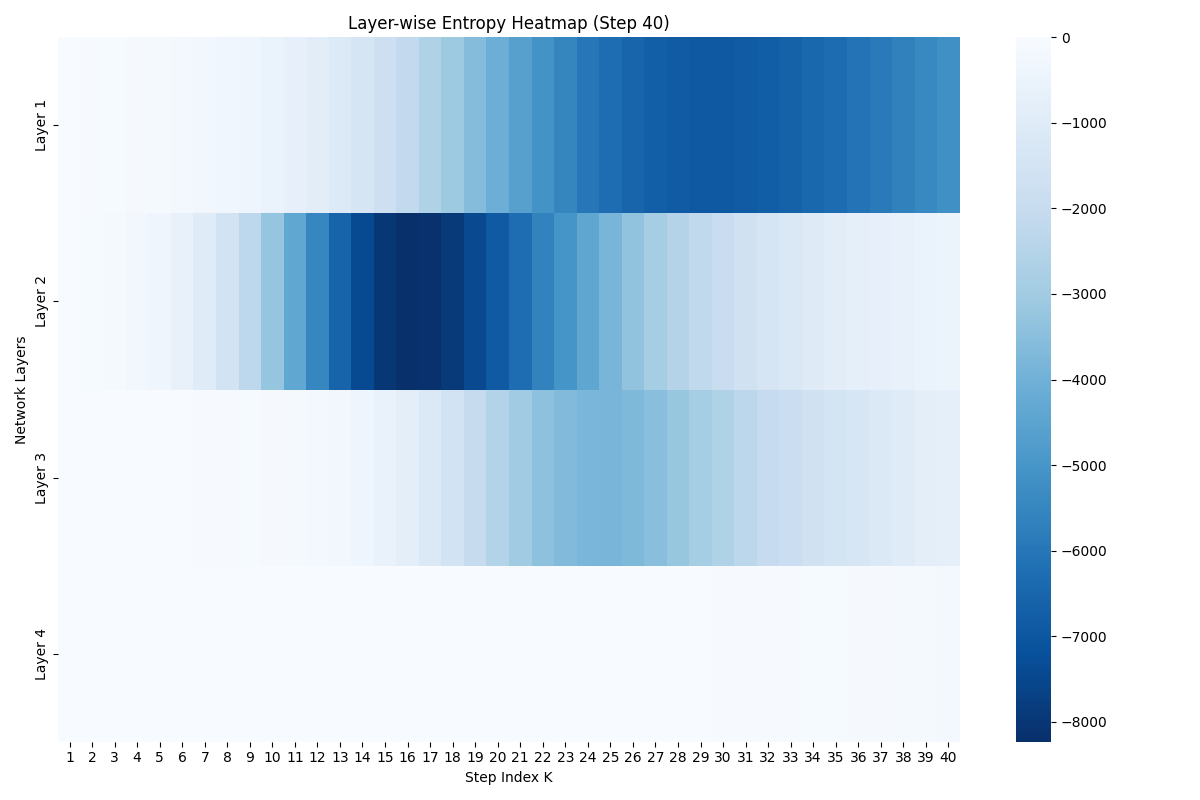 Layer-wise Entropy Heatmap (Step 40)
Network Layers
Layer 1
Layer 2
Layer 3
Layer 4
1 2 3 4 5 6 7 8 9 10 11 12 13 14 15 16 17 18 19 20 21 22 23 24 25 26 27 28 29 30 31 32 33 34 35 36 37 38 39 40
Step Index K
0
−1000
−2000
−3000
−4000
−5000
−6000
−7000
−8000